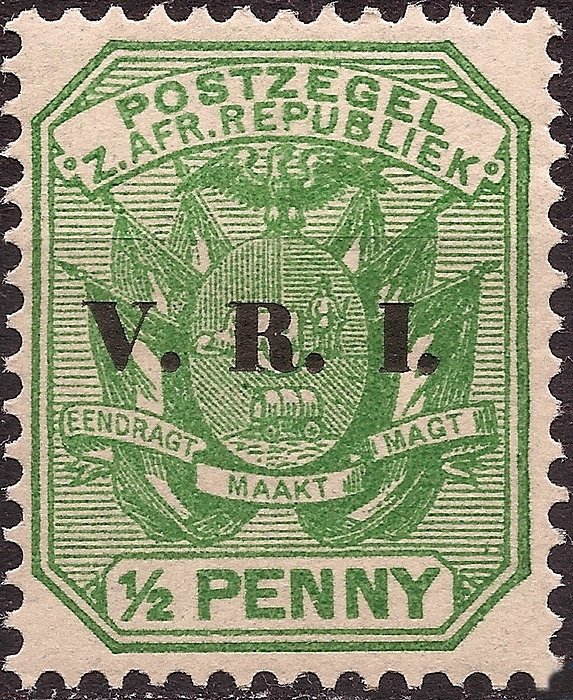 POSTZEGEL
Z. AFR. REPUBLIEK
V. R. I.
EENDRAGT MAAKT MAGT
½ PENNY